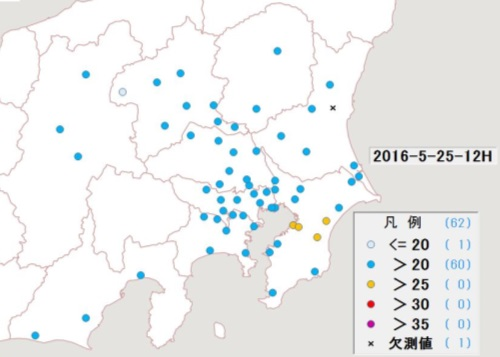 2016-5-25-12H
凡 例 (62)
<= 20 ( 1)
> 20 (60)
> 25 ( 0)
> 30 ( 0)
> 35 ( 0)
× 欠測値 ( 1)